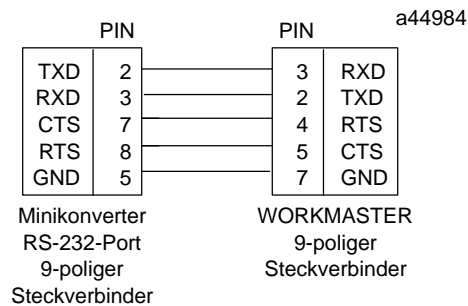 a44984
PIN PIN
TXD 2 3 RXD
RXD 3 2 TXD
CTS 7 4 RTS
RTS 8 5 CTS
GND 5 7 GND
Minikonverter
RS-232-Port
9-poliger
Steckverbinder
WORKMASTER
9-poliger
Steckverbinder